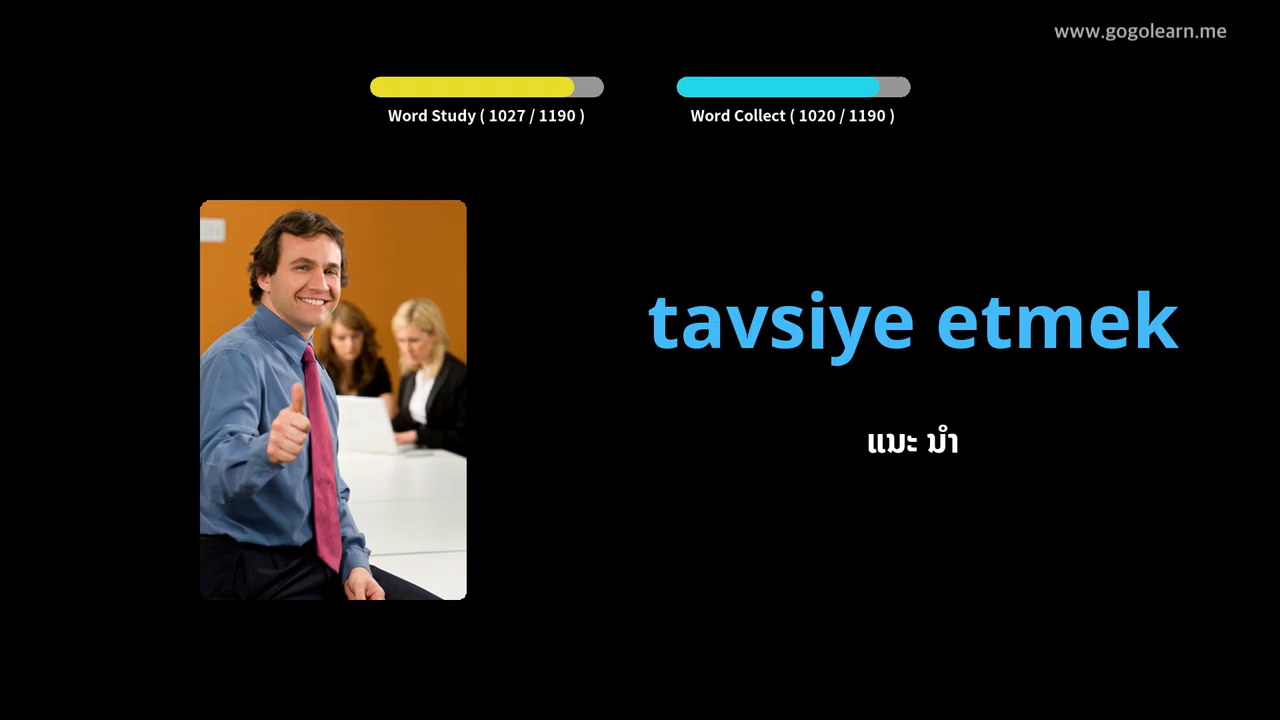 www.gogolearn.me
Word Study ( 1027 / 1190 )
Word Collect ( 1020 / 1190 )
tavsiye etmek
ແນະ ນຳ